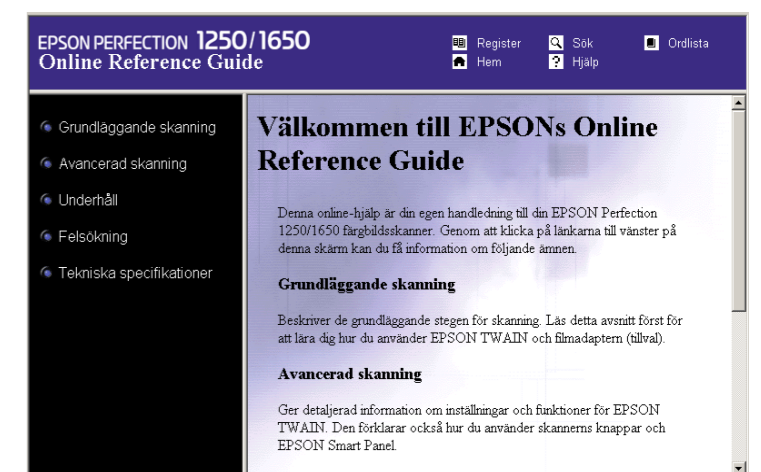 EPSON PERFECTION 1250/1650
Online Reference Guide
Register
Sök
Ordlista
Hem
Hjälp
Grundläggande skanning
Avancerad skanning
Underhåll
Felsökning
Tekniska specifikationer
Välkommen till EPSONs Online
Reference Guide
Denna online-hjälp är din egen handledning till din EPSON Perfection
1250/1650 färgbildsskanner. Genom att klicka på länkarna till vänster på
denna skärm kan du få information om följande ämnen.
Grundläggande skanning
Beskriver de grundläggande stegen för skanning. Läs detta avsnitt först för
att lära dig hur du använder EPSON TWAIN och filmadaptern (tillval).
Avancerad skanning
Ger detaljerad information om inställningar och funktioner för EPSON
TWAIN. Den förklarar också hur du använder skannerns knappar och
EPSON Smart Panel.